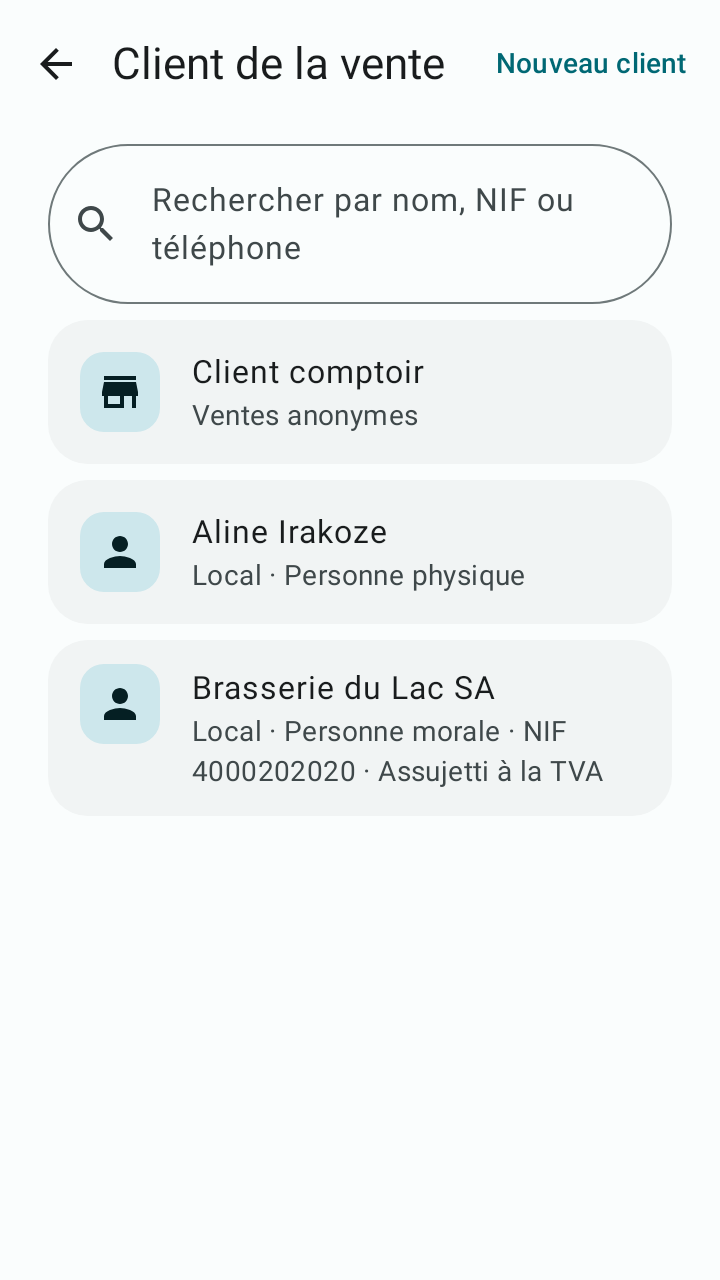 Client de la vente
Nouveau client
Rechercher par nom, NIF ou
téléphone
Client comptoir
Ventes anonymes
Aline Irakoze
Local · Personne physique
Brasserie du Lac SA
Local · Personne morale · NIF
4000202020 · Assujetti à la TVA